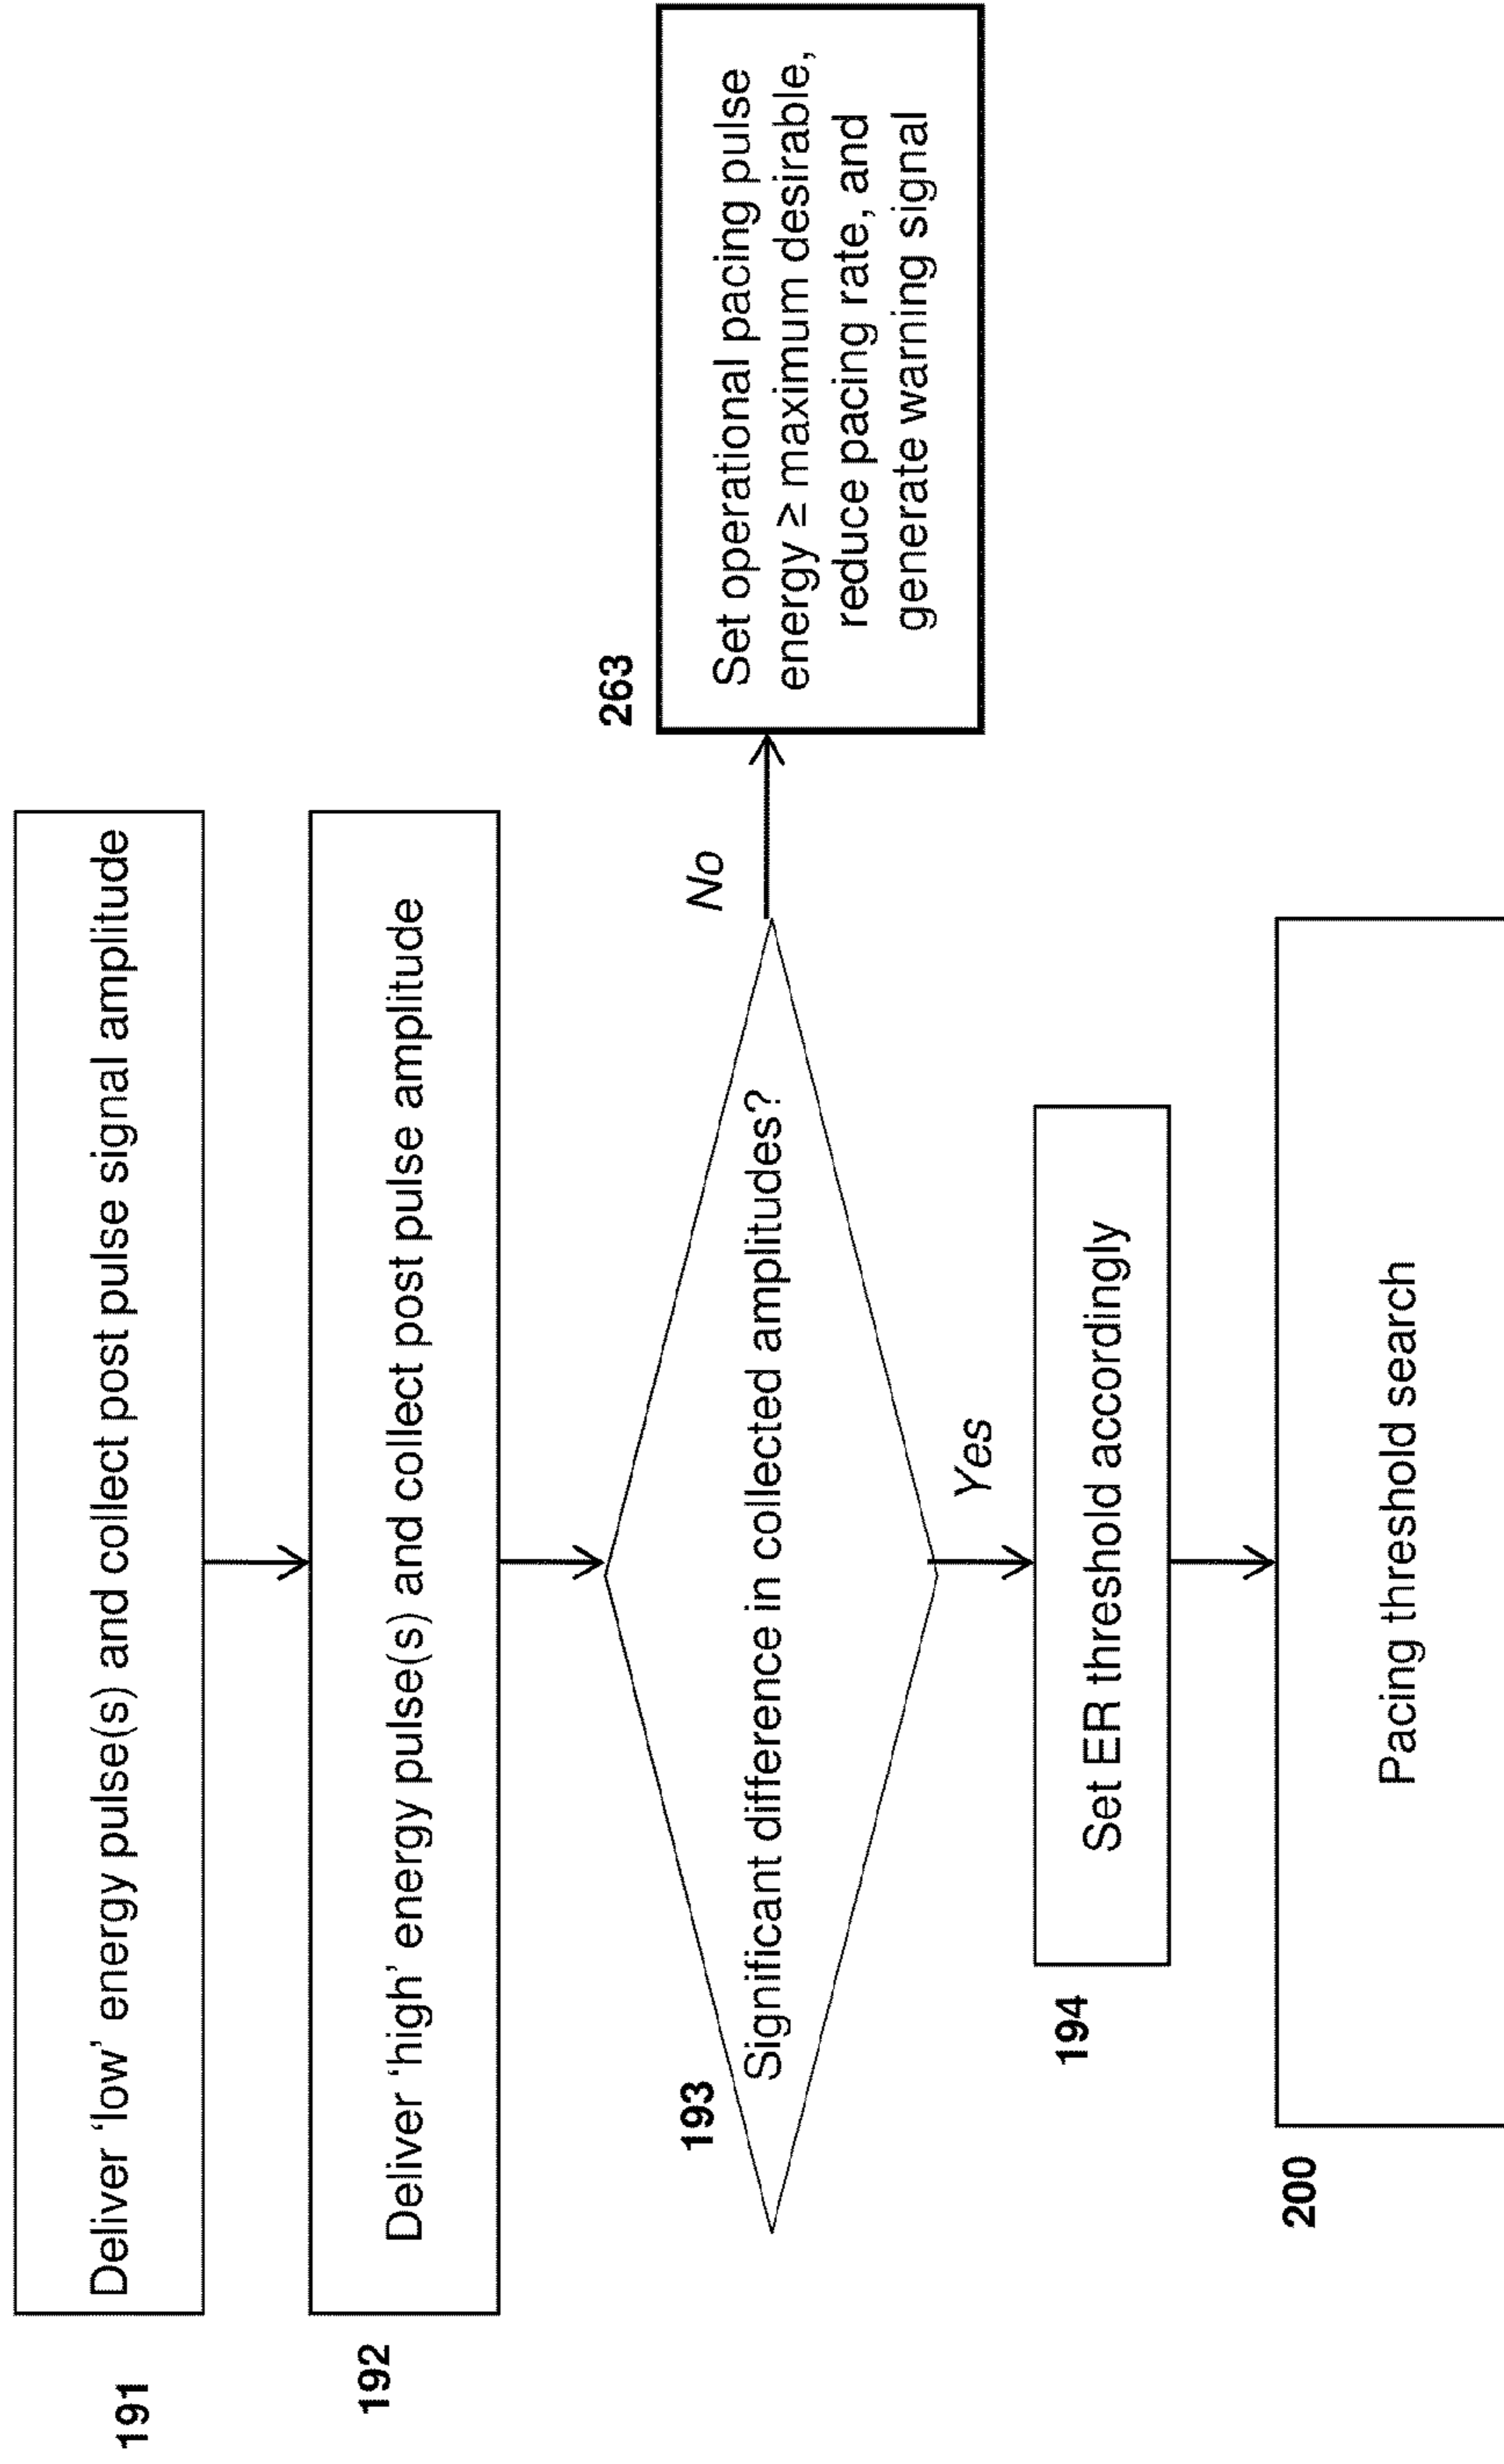 191
Deliver ‘low’ energy pulse(s) and collect post pulse signal amplitude
192
Deliver ‘high’ energy pulse(s) and collect post pulse amplitude
193
Significant difference in collected amplitudes?
No
263
Set operational pacing pulse
energy ≥ maximum desirable,
reduce pacing rate, and
generate warning signal
Yes
194
Set ER threshold accordingly
200
Pacing threshold search